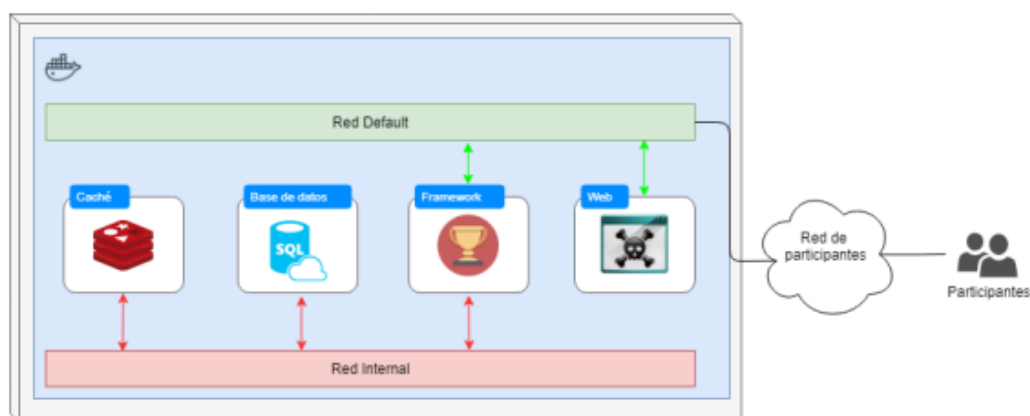 Red Default
Caché
Base de datos
Framework
Web
SQL
Red de
participantes
Participantes
Red Internal